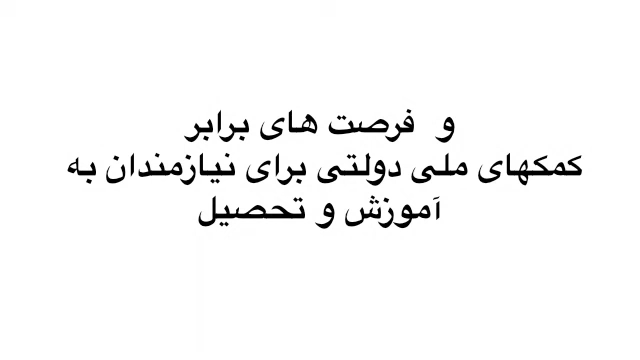 و فرصت های برابر
کمکهای ملی دولتی برای نیازمندان به
آموزش و تحصیل